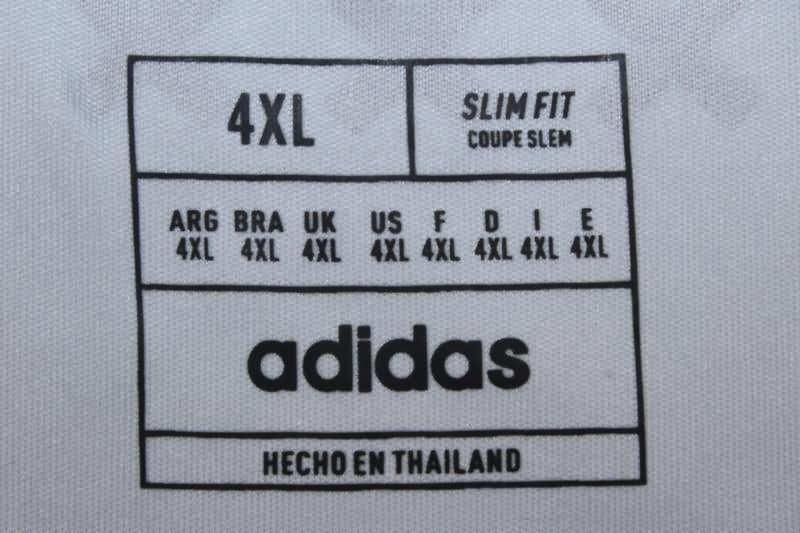 4XL
SLIM FIT
COUPE SLEM
ARG BRA UK US F D I E
4XL 4XL 4XL 4XL 4XL 4XL 4XL 4XL
adidas
HECHO EN THAILAND